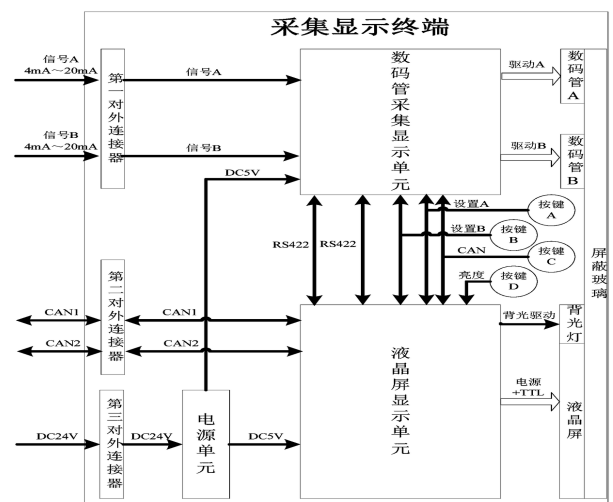 采集显示终端
信号A
4mA～20mA
信号B
4mA～20mA
第一对外连接器
信号A
信号B
DC5V
数码管采集显示单元
驱动A
驱动B
数码管A
数码管B
RS422
RS422
设置A
设置B
CAN
亮度
按键
A
按键
B
按键
C
按键
D
屏蔽玻璃
CAN1
CAN2
第二对外连接器
CAN1
CAN2
液晶屏显示单元
背光驱动
背光灯
电源
+TTL
液晶屏
DC24V
第三对外连接器
DC24V
电源单元
DC5V